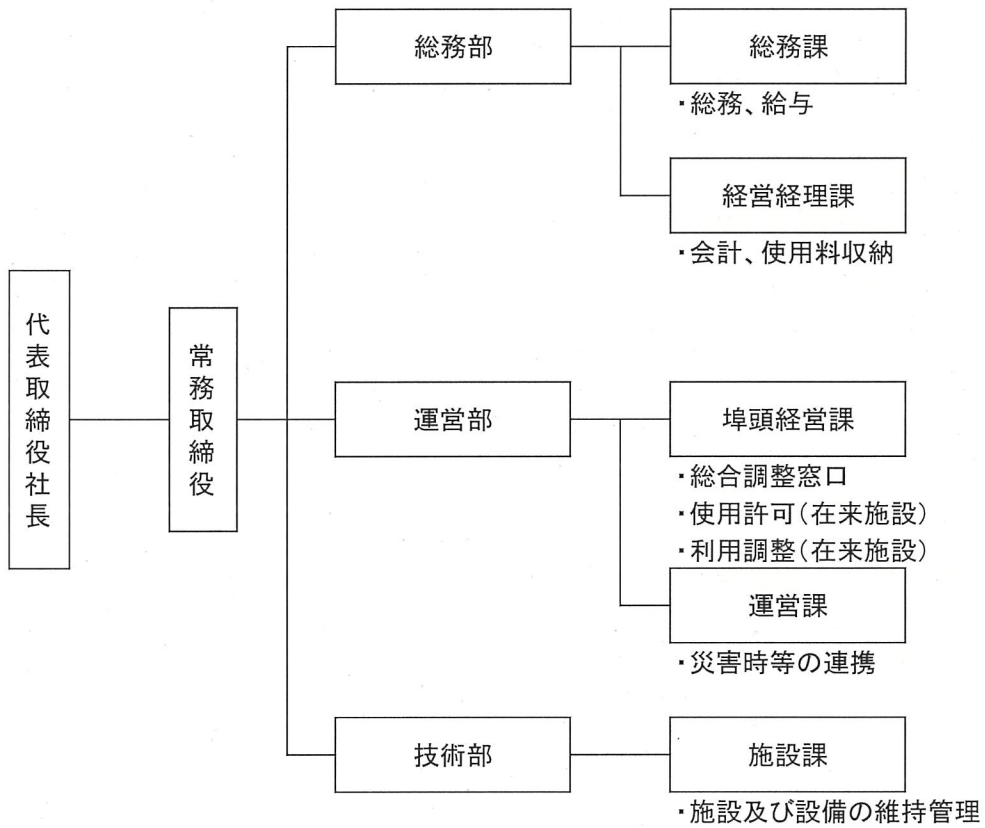 代表取締役社長
常務取締役
総務部
総務課
・総務、給与
経営経理課
・会計、使用料収納
運営部
埠頭経営課
・総合調整窓口
・使用許可(在来施設)
・利用調整(在来施設)
運営課
・災害時等の連携
技術部
施設課
・施設及び設備の維持管理